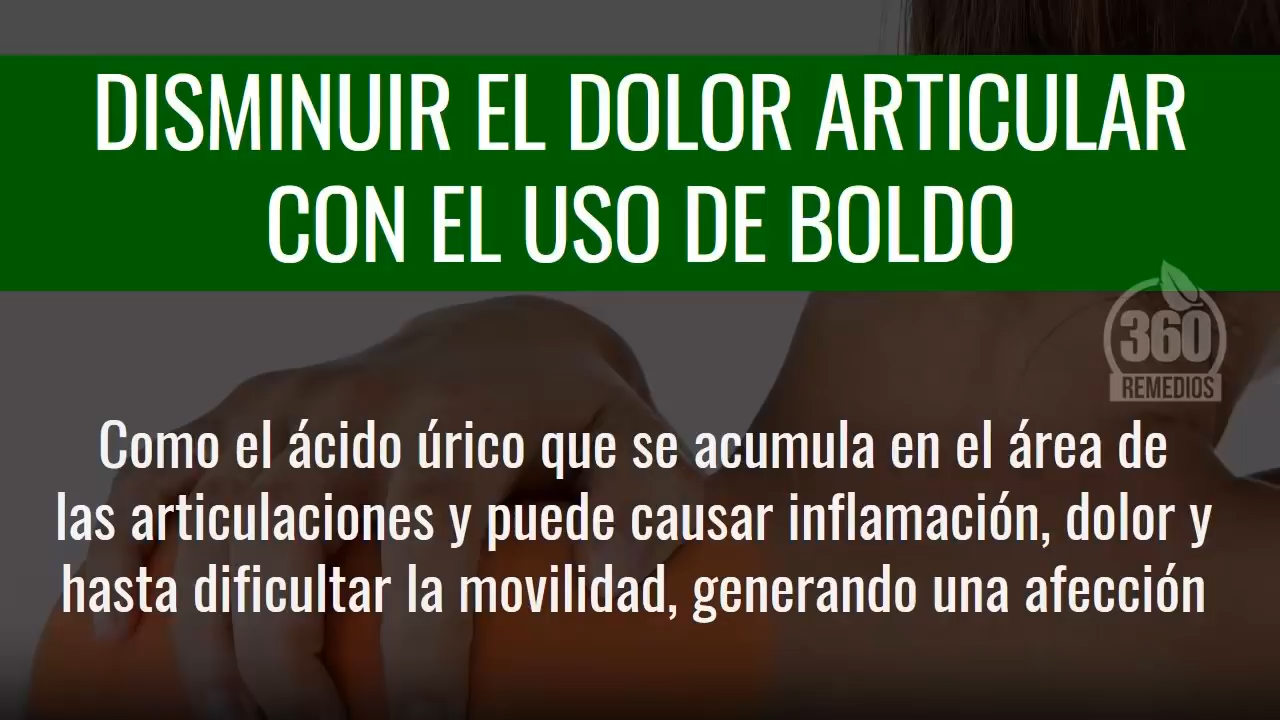 DISMINUIR EL DOLOR ARTICULAR
CON EL USO DE BOLDO
360
REMEDIOS
Como el ácido úrico que se acumula en el área de
las articulaciones y puede causar inflamación, dolor y
hasta dificultar la movilidad, generando una afección